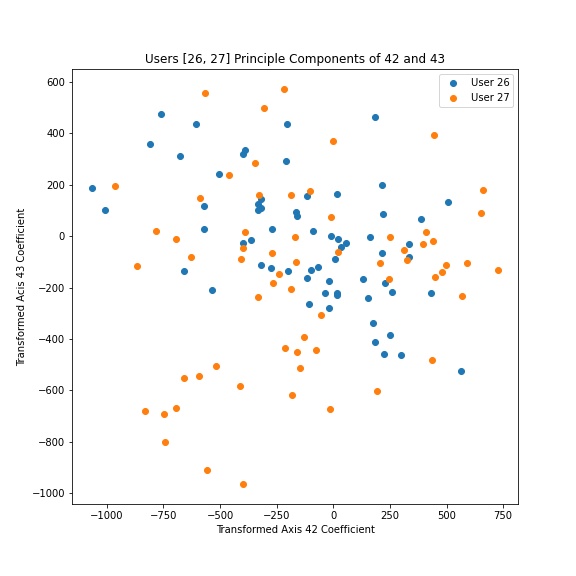 Users [26, 27] Principle Components of 42 and 43
User 26
User 27
Transformed Acis 43 Coefficient
600
400
200
0
−200
−400
−600
−800
−1000
−1000 −750 −500 −250 0 250 500 750
Transformed Axis 42 Coefficient